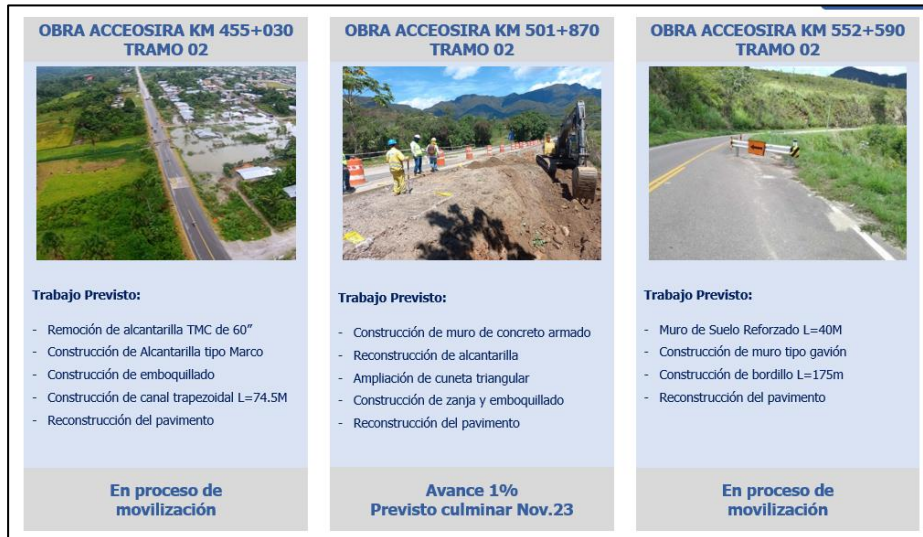 OBRA ACCEOSIRA KM 455+030
TRAMO 02
Trabajo Previsto:
- Remoción de alcantarilla TMC de 60”
- Construcción de Alcantarilla tipo Marco
- Construcción de emboquillado
- Construcción de canal trapezoidal L=74.5M
- Reconstrucción del pavimento
En proceso de
movilización
OBRA ACCEOSIRA KM 501+870
TRAMO 02
Trabajo Previsto:
- Construcción de muro de concreto armado
- Reconstrucción de alcantarilla
- Ampliación de cuneta triangular
- Construcción de zanja y emboquillado
- Reconstrucción del pavimento
Avance 1%
Previsto culminar Nov.23
OBRA ACCEOSIRA KM 552+590
TRAMO 02
Trabajo Previsto:
- Muro de Suelo Reforzado L=40M
- Construcción de muro tipo gavión
- Construcción de bordillo L=175m
- Reconstrucción del pavimento
En proceso de
movilización